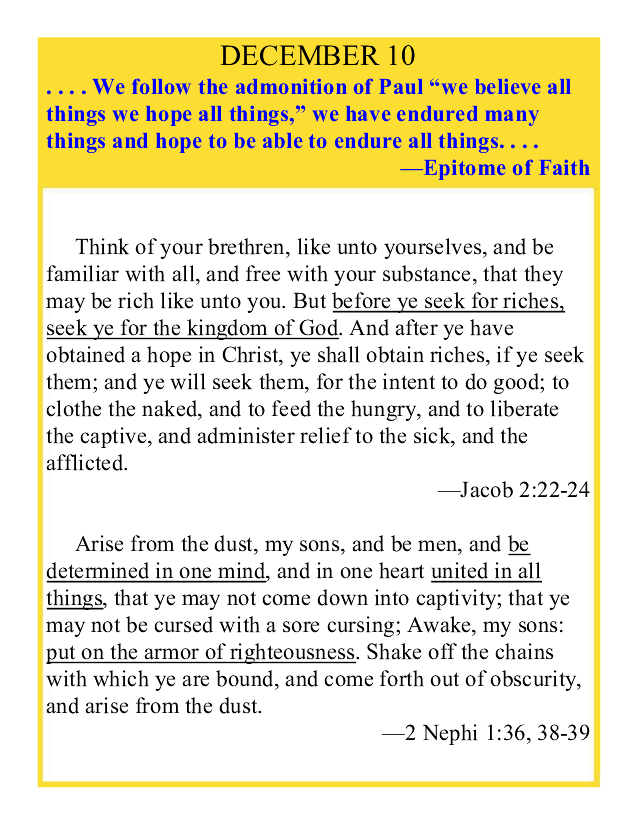 DECEMBER 10
. . . . We follow the admonition of Paul “we believe all
things we hope all things,” we have endured many
things and hope to be able to endure all things. . . .
—Epitome of Faith
Think of your brethren, like unto yourselves, and be
familiar with all, and free with your substance, that they
may be rich like unto you. But before ye seek for riches,
seek ye for the kingdom of God. And after ye have
obtained a hope in Christ, ye shall obtain riches, if ye seek
them; and ye will seek them, for the intent to do good; to
clothe the naked, and to feed the hungry, and to liberate
the captive, and administer relief to the sick, and the
afflicted.
—Jacob 2:22-24
Arise from the dust, my sons, and be men, and be
determined in one mind, and in one heart united in all
things, that ye may not come down into captivity; that ye
may not be cursed with a sore cursing; Awake, my sons:
put on the armor of righteousness. Shake off the chains
with which ye are bound, and come forth out of obscurity,
and arise from the dust.
—2 Nephi 1:36, 38-39